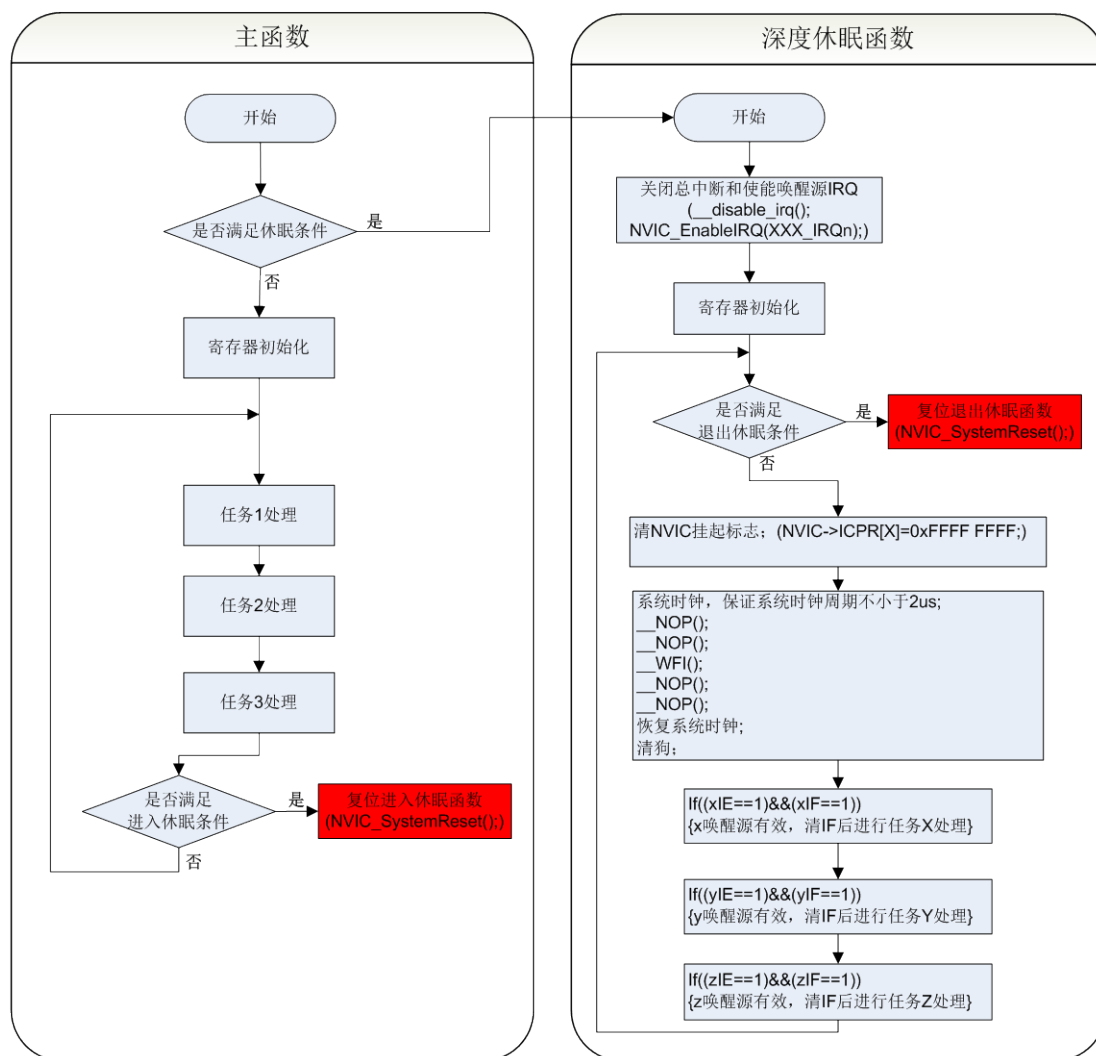 主函数
开始
是否满足休眠条件
是
否
寄存器初始化
任务1处理
任务2处理
任务3处理
是否满足
进入休眠条件
是
复位进入休眠函数
(NVIC_SystemReset();)
否
深度休眠函数
开始
关闭总中断和使能唤醒源IRQ
(__disable_irq();
NVIC_EnableIRQ(XXX_IRQn);)
寄存器初始化
是否满足
退出休眠条件
是
复位退出休眠函数
(NVIC_SystemReset();)
否
清NVIC挂起标志；(NVIC->ICPR[X]=0xFFFF FFFF;)
系统时钟，保证系统时钟周期不小于2us;
__NOP();
__NOP();
__WFI();
__NOP();
__NOP();
恢复系统时钟;
清狗；
If((xIE==1)&&(xIF==1))
{x唤醒源有效，清IF后进行任务X处理}
If((yIE==1)&&(yIF==1))
{y唤醒源有效，清IF后进行任务Y处理}
If((zIE==1)&&(zIF==1))
{z唤醒源有效，清IF后进行任务Z处理}